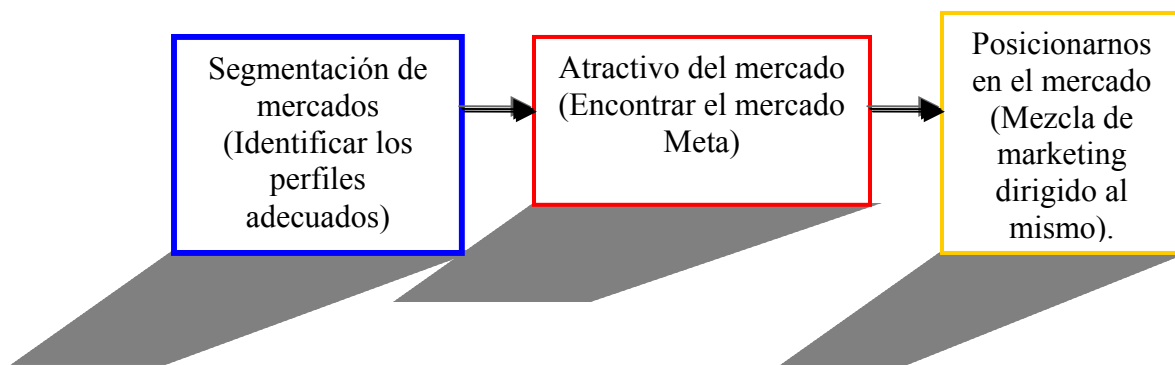 Segmentación de
mercados
(Identificar los
perfiles
adecuados)
Atractivo del mercado
(Encontrar el mercado
Meta)
Posicionarnos
en el mercado
(Mezcla de
marketing
dirigido al
mismo).